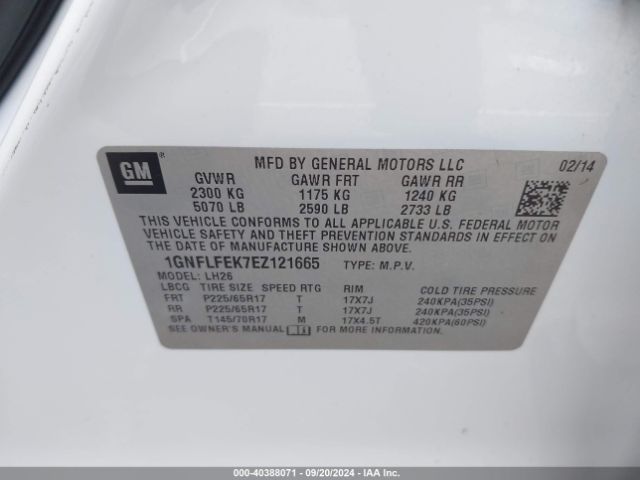 GM ®
MFD BY GENERAL MOTORS LLC 02/14
GVWR GAWR FRT GAWR RR
2300 KG 1175 KG 1240 KG
5070 LB 2590 LB 2733 LB
THIS VEHICLE CONFORMS TO ALL APPLICABLE U.S. FEDERAL MOTOR
VEHICLE SAFETY AND THEFT PREVENTION STANDARDS IN EFFECT ON
THE DATE OF MANUFACTURE SHOWN ABOVE.
1GNFLFEK7EZ121665 TYPE: M.P.V.
MODEL: LH26
LBCG TIRE SIZE SPEED RTG RIM COLD TIRE PRESSURE
FRT P225/65R17 T 17X7J 240KPA(35PSI)
RR P225/65R17 T 17X7J 240KPA(35PSI)
SPA T145/70R17 M 17X4.5T 420KPA(60PSI)
SEE OWNER'S MANUAL FOR MORE INFORMATION.
000-40388071 - 09/20/2024 - IAAI.COM